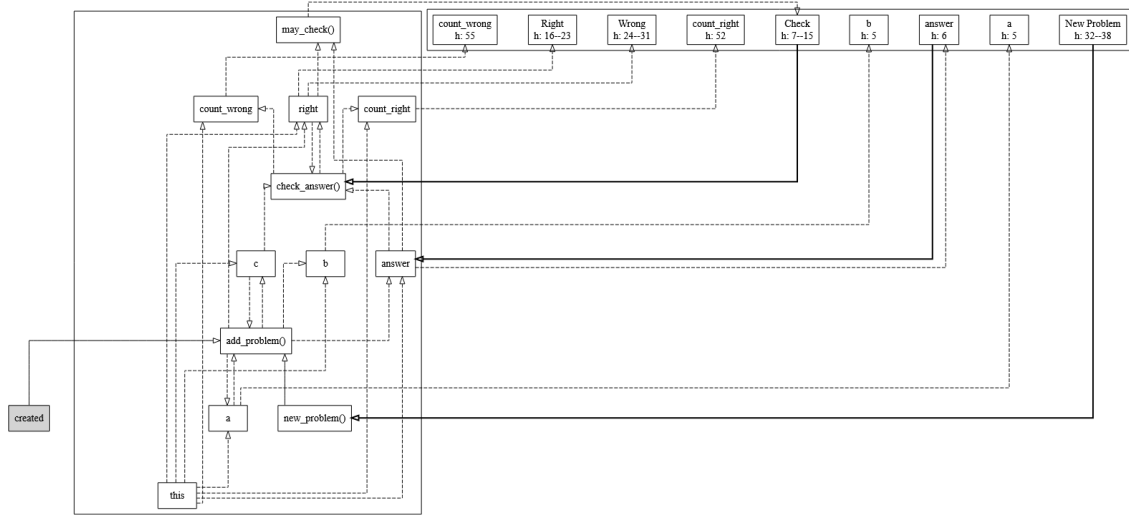 may_check()
count_wrong
h: 55
Right
h: 16--23
Wrong
h: 24--31
count_right
h: 52
Check
h: 7--15
b
h: 5
answer
h: 6
a
h: 5
New Problem
h: 32--38
count_wrong
right
count_right
check_answer()
c
b
answer
add_problem()
created
a
new_problem()
this